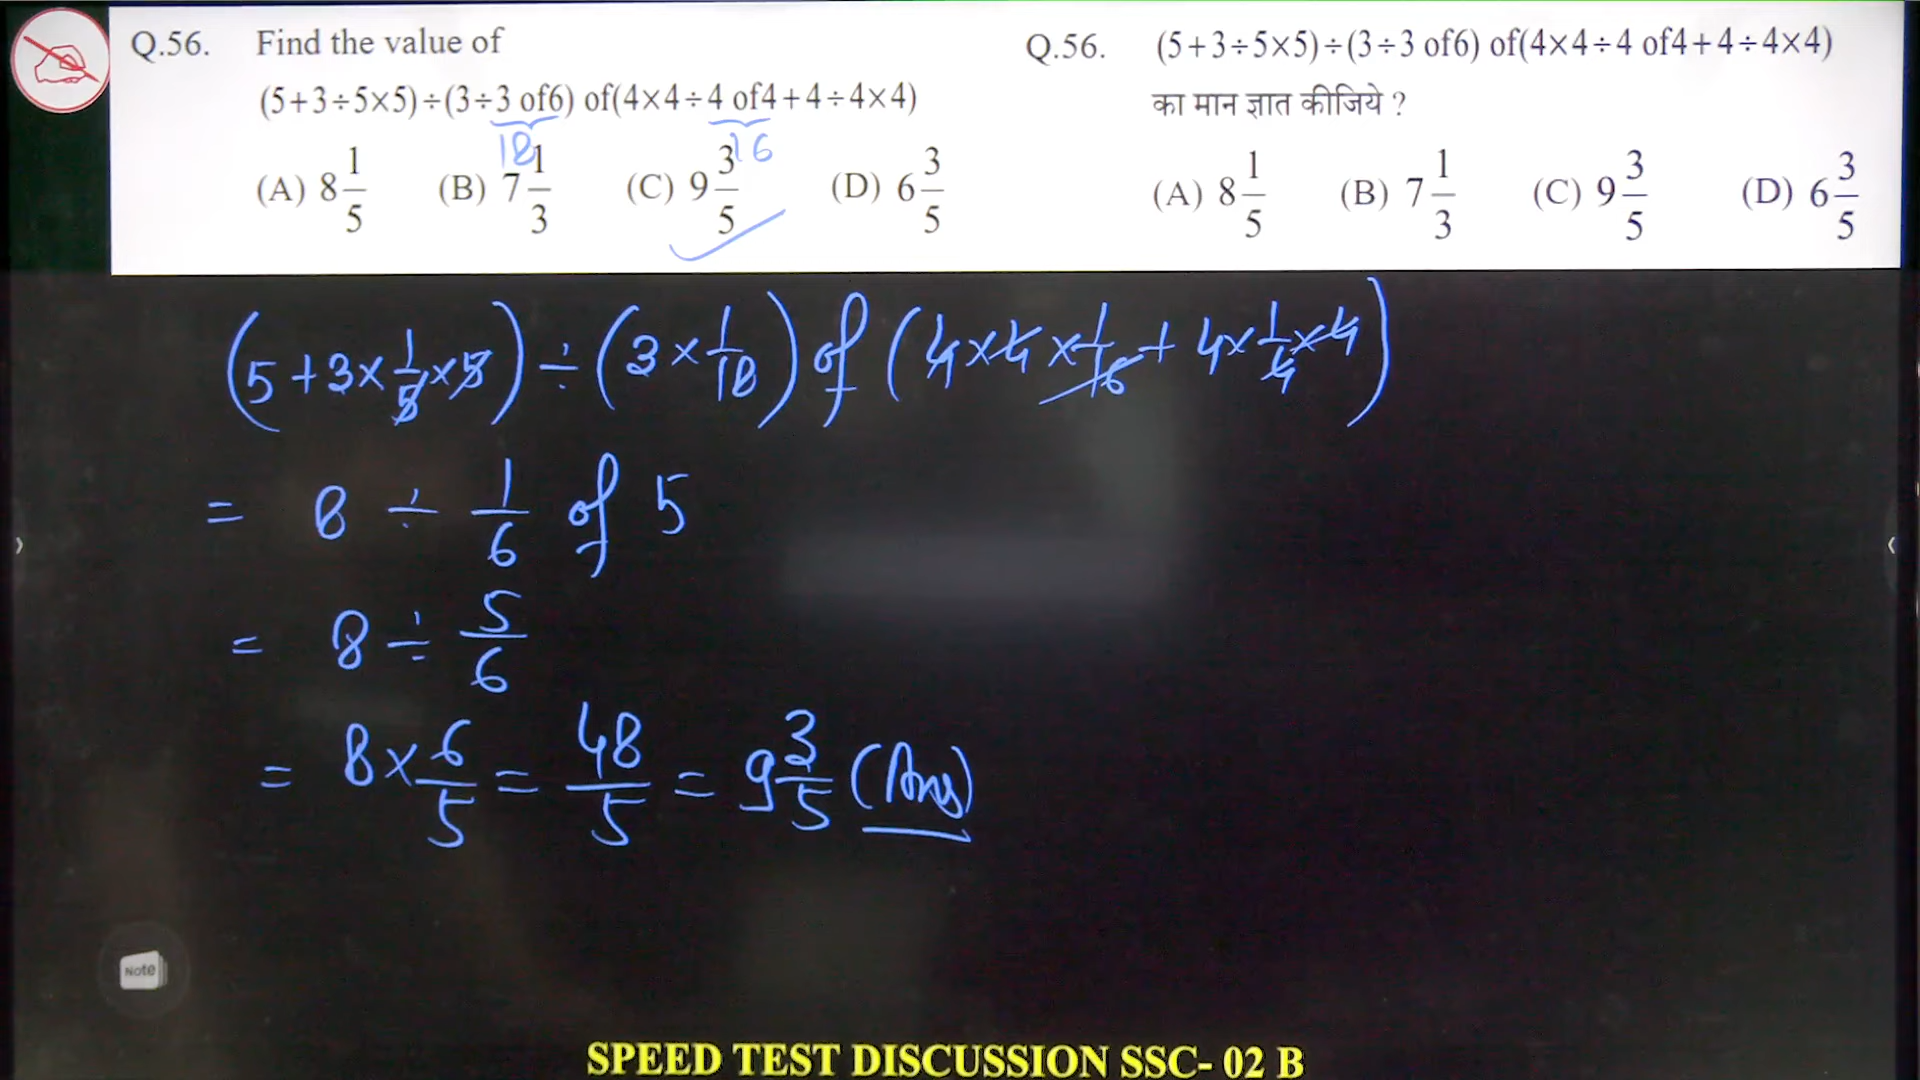 Q.56. Find the value of
(5+3÷5×5)÷(3÷3 of6) of(4×4÷4 of4+4÷4×4)
18 16
(A) 8 1/5 (B) 7 1/3 (C) 9 3/5 (D) 6 3/5
Q.56. (5+3÷5×5)÷(3÷3 of6) of(4×4÷4 of4+4÷4×4)
का मान ज्ञात कीजिये ?
(A) 8 1/5 (B) 7 1/3 (C) 9 3/5 (D) 6 3/5
(5+3×1/5×5)÷(3×1/18) of (4×4×1/16+4×1/4×4)
= 8 ÷ 1/6 of 5
= 8 ÷ 5/6
= 8×6/5 = 48/5 = 9 3/5 (Ans)
Note
SPEED TEST DISCUSSION SSC- 02 B